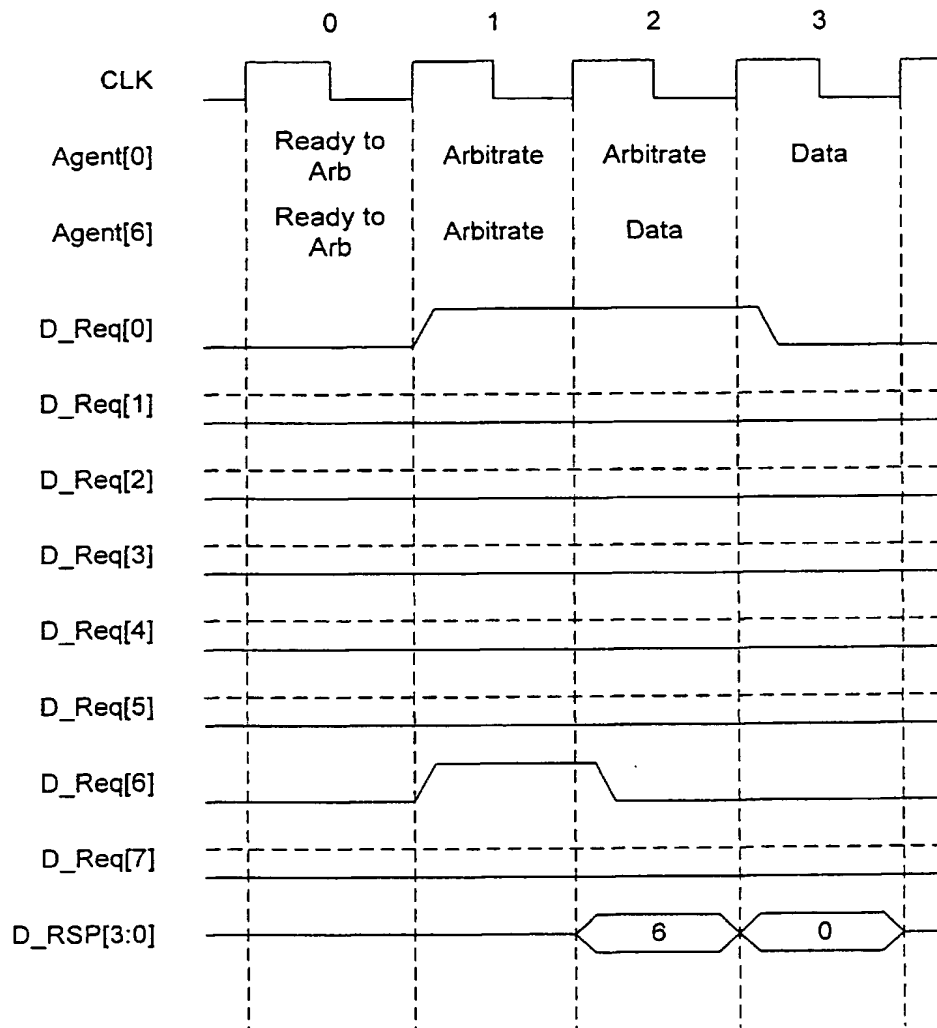 0 1 2 3
CLK
Agent[0] Ready to Arb Arbitrate Arbitrate Data
Agent[6] Ready to Arb Arbitrate Data
D_Req[0]
D_Req[1]
D_Req[2]
D_Req[3]
D_Req[4]
D_Req[5]
D_Req[6]
D_Req[7]
D_RSP[3:0] 6 0